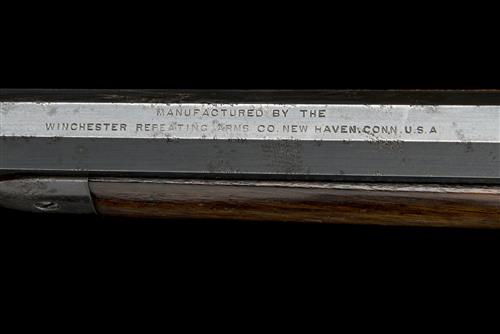 MANUFACTURED BY THE
WINCHESTER REPEATING ARMS CO. NEW HAVEN. CONN. U.S.A